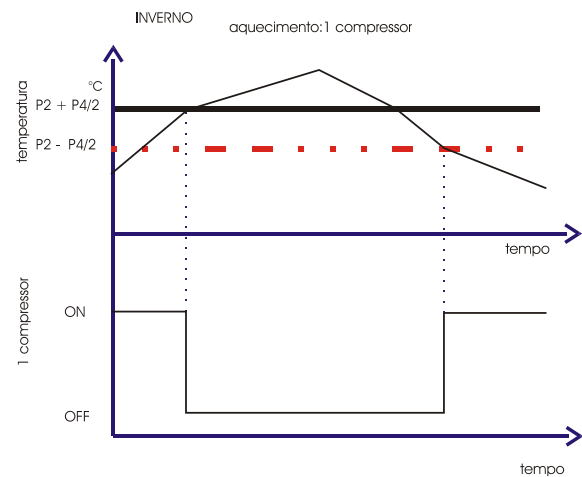 INVERNO
aquecimento:1 compressor
°C
P2 + P4/2
P2 - P4/2
temperatura
tempo
ON
OFF
1 compressor
tempo